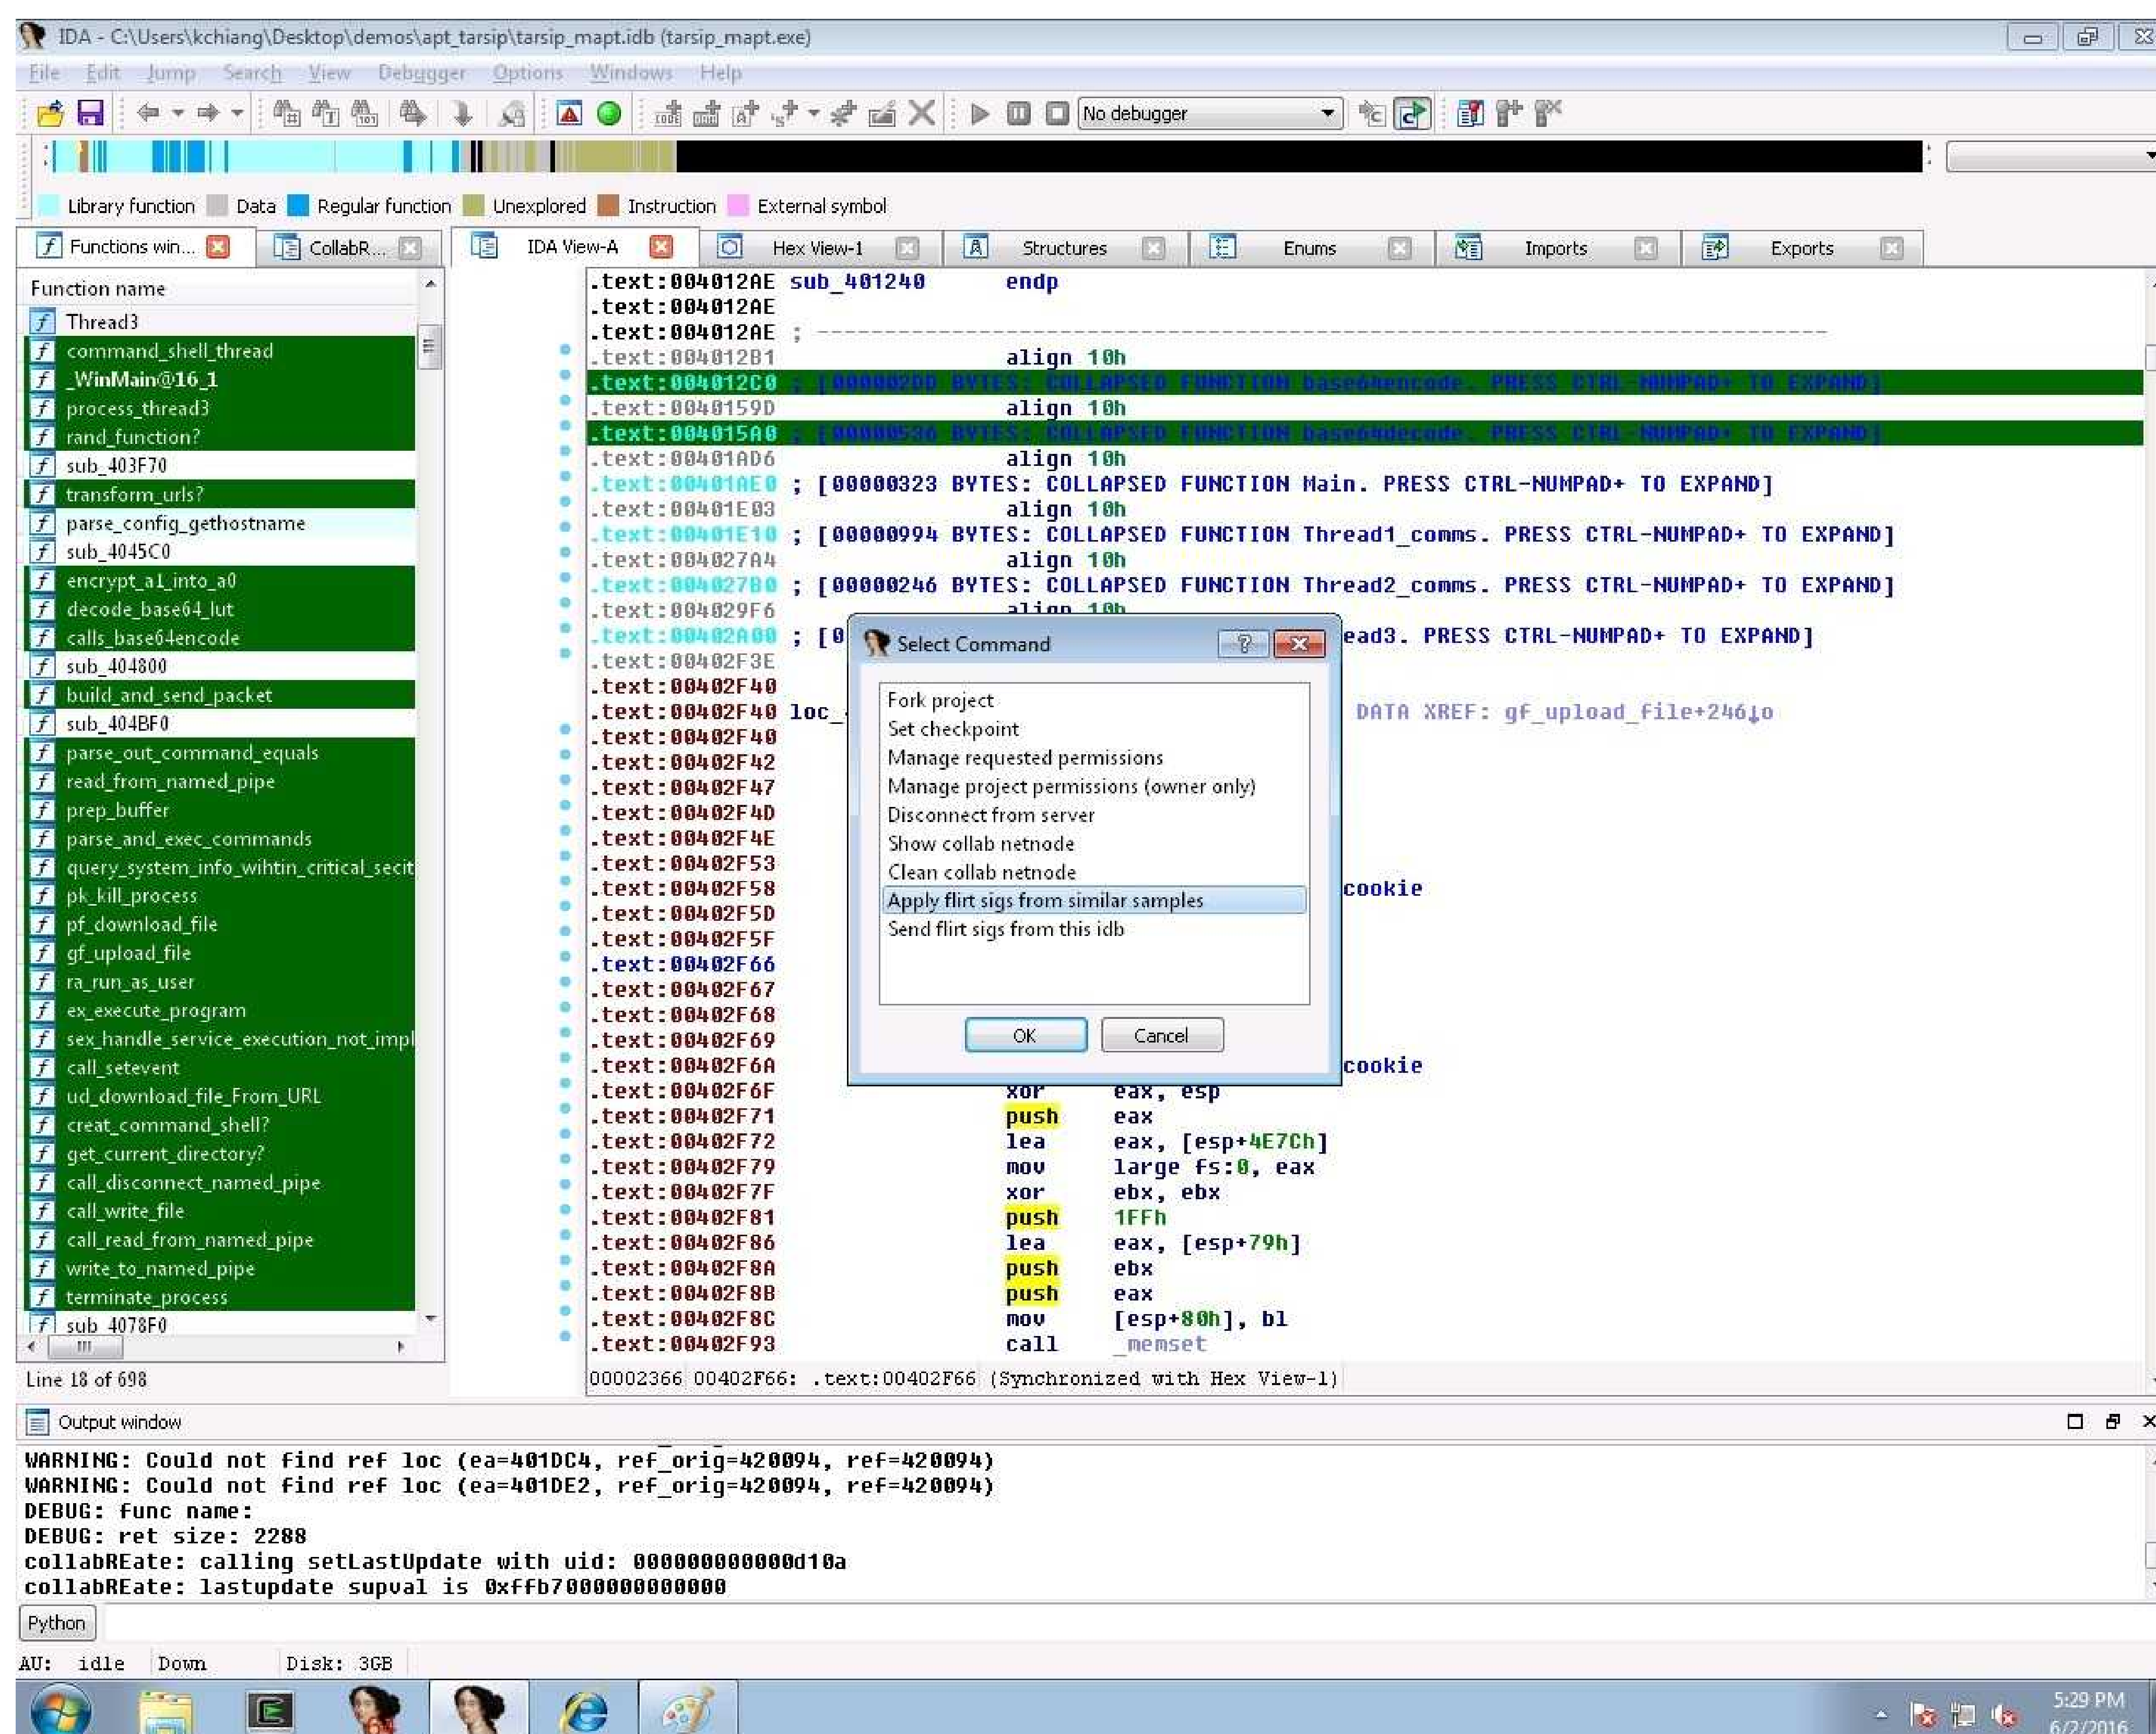 IDA - C:\Users\kchiang\Desktop\demos\apt_tarsip\tarsip_mapt.idb (tarsip_mapt.exe)
File Edit Jump Search View Debugger Options Windows Help
No debugger
Library function Data Regular function Unexplored Instruction External symbol
Functions win... CollabR... IDA View-A Hex View-1 Structures Enums Imports Exports
Function name
Thread3
command_shell_thread
_WinMain@16_1
process_thread3
rand_function?
sub_403F70
transform_urls?
parse_config_gethostname
sub_4045C0
encrypt_a1_into_a0
decode_base64_lut
calls_base64encode
sub_404800
build_and_send_packet
sub_404BF0
parse_out_command_equals
read_from_named_pipe
prep_buffer
parse_and_exec_commands
query_system_info_wihtin_critical_secit
pk_kill_process
pf_download_file
gf_upload_file
ra_run_as_user
ex_execute_program
sex_handle_service_execution_not_impl
call_setevent
ud_download_file_From_URL
creat_command_shell?
get_current_directory?
call_disconnect_named_pipe
call_write_file
call_read_from_named_pipe
write_to_named_pipe
terminate_process
sub_4078F0
Line 18 of 698
.text:004012AE sub_401240 endp
.text:004012AE
.text:004012AE ; ---------------------------------------------------------------------------
.text:004012B1 align 10h
.text:004012C0 ; [000002DD BYTES: COLLAPSED FUNCTION base64encode. PRESS CTRL-NUMPAD+ TO EXPAND]
.text:0040159D align 10h
.text:004015A0 ; [00000536 BYTES: COLLAPSED FUNCTION base64decode. PRESS CTRL-NUMPAD+ TO EXPAND]
.text:00401AD6 align 10h
.text:00401AE0 ; [00000323 BYTES: COLLAPSED FUNCTION Main. PRESS CTRL-NUMPAD+ TO EXPAND]
.text:00401E03 align 10h
.text:00401E10 ; [00000994 BYTES: COLLAPSED FUNCTION Thread1_comms. PRESS CTRL-NUMPAD+ TO EXPAND]
.text:004027A4 align 10h
.text:004027B0 ; [00000246 BYTES: COLLAPSED FUNCTION Thread2_comms. PRESS CTRL-NUMPAD+ TO EXPAND]
.text:004029F6 align 10h
.text:00402A00 ; [0 ead3. PRESS CTRL-NUMPAD+ TO EXPAND]
.text:00402F3E
.text:00402F40
.text:00402F40 loc_ DATA XREF: gf_upload_file+246↓o
.text:00402F40
.text:00402F42
.text:00402F47
.text:00402F4D
.text:00402F4E
.text:00402F53
.text:00402F58 cookie
.text:00402F5D
.text:00402F5F
.text:00402F66
.text:00402F67
.text:00402F68
.text:00402F69
.text:00402F6A cookie
.text:00402F6F xor eax, esp
.text:00402F71 push eax
.text:00402F72 lea eax, [esp+4E7Ch]
.text:00402F79 mov large fs:0, eax
.text:00402F7F xor ebx, ebx
.text:00402F81 push 1FFh
.text:00402F86 lea eax, [esp+79h]
.text:00402F8A push ebx
.text:00402F8B push eax
.text:00402F8C mov [esp+80h], bl
.text:00402F93 call _memset
00002366 00402F66: .text:00402F66 (Synchronized with Hex View-1)
Select Command
Fork project
Set checkpoint
Manage requested permissions
Manage project permissions (owner only)
Disconnect from server
Show collab netnode
Clean collab netnode
Apply flirt sigs from similar samples
Send flirt sigs from this idb
OK Cancel
Output window
WARNING: Could not find ref loc (ea=401DC4, ref_orig=420094, ref=420094)
WARNING: Could not find ref loc (ea=401DE2, ref_orig=420094, ref=420094)
DEBUG: func name:
DEBUG: ret size: 2288
collabREate: calling setLastUpdate with uid: 000000000000d10a
collabREate: lastupdate supval is 0xffb7000000000000
Python
AU: idle Down Disk: 3GB
5:29 PM
6/2/2016